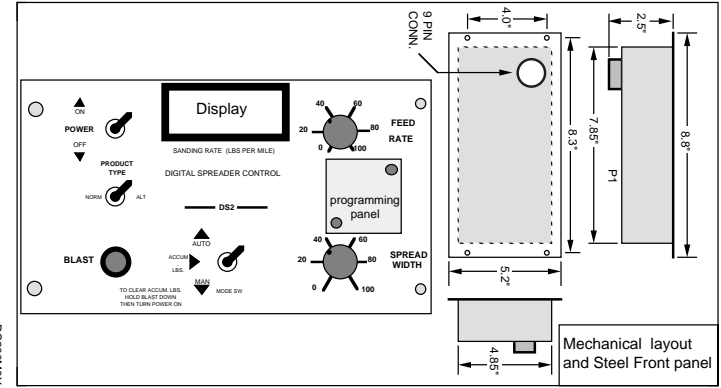 Display
SANDING RATE (LBS PER MILE)
DIGITAL SPREADER CONTROL
DS2
ON
POWER
OFF
PRODUCT
TYPE
NORM
ALT
BLAST
AUTO
ACCUM
LBS.
MAN
MODE SW
TO CLEAR ACCUM. LBS.
HOLD BLAST DOWN
THEN TURN POWER ON
0
20
40
60
80
100
FEED
RATE
programming
panel
0
20
40
60
80
100
SPREAD
WIDTH
9 PIN
CONN.
4.0"
8.3"
5.2"
2.5"
7.85"
8.8"
P1
4.85"
Mechanical layout
and Steel Front panel